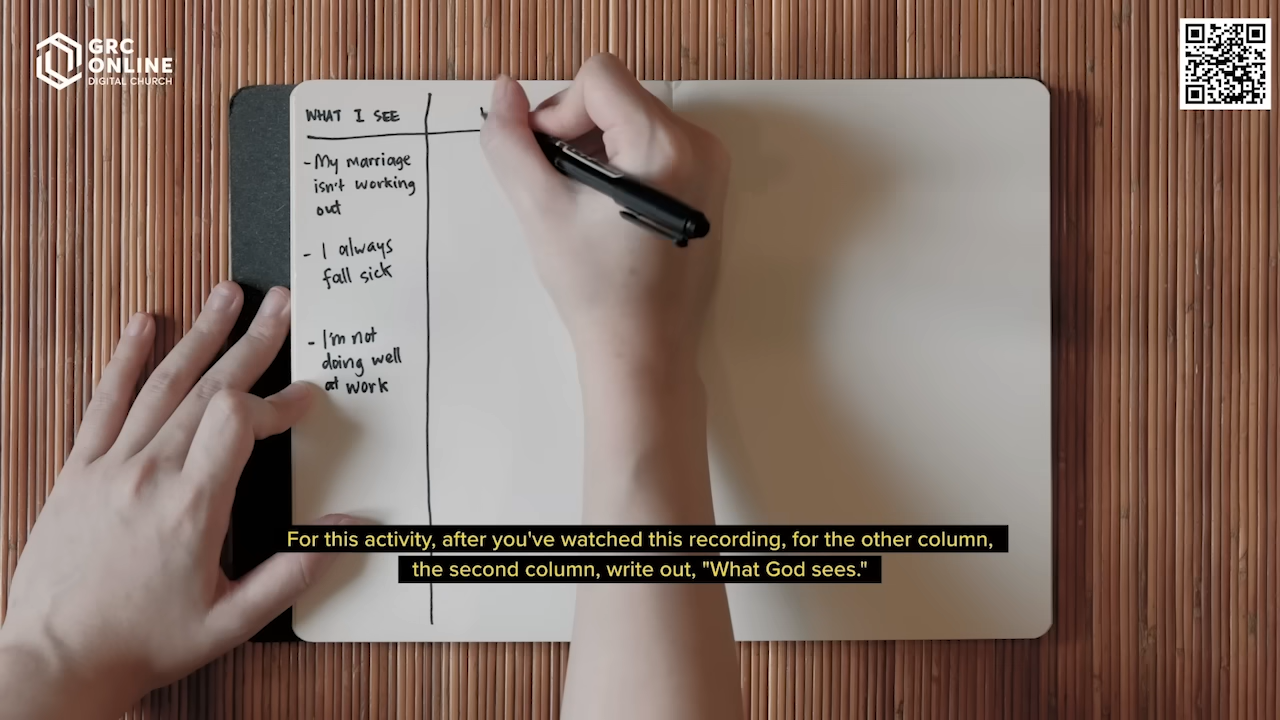 GRC
ONLINE
DIGITAL CHURCH
WHAT I SEE
- My marriage
isn't working
out
- I always
fall sick
- I'm not
doing well
at work
For this activity, after you've watched this recording, for the other column,
the second column, write out, "What God sees."